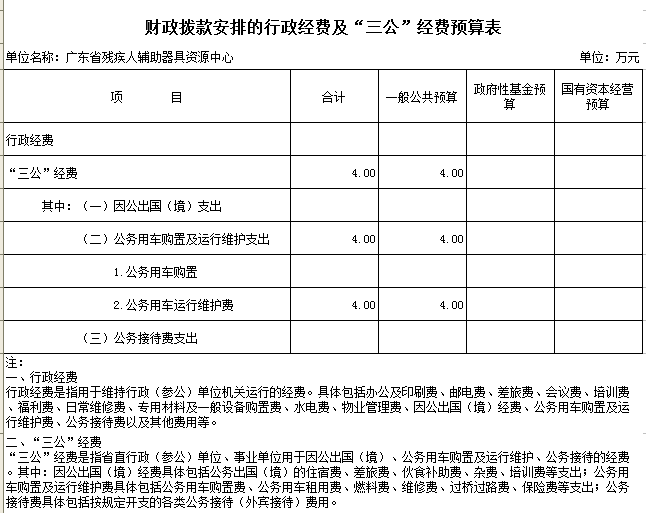 财政拨款安排的行政经费及“三公”经费预算表
单位名称：广东省残疾人辅助器具资源中心 单位：万元
项 目 合计 一般公共预算 政府性基金预算 国有资本经营预算
行政经费
“三公”经费 4.00 4.00
其中：（一）因公出国（境）支出
（二）公务用车购置及运行维护支出 4.00 4.00
1.公务用车购置
2.公务用车运行维护费 4.00 4.00
（三）公务接待费支出
注：
一、行政经费
行政经费是指用于维持行政（参公）单位机关运行的经费。具体包括办公及印刷费、邮电费、差旅费、会议费、培训费
、福利费、日常维修费、专用材料及一般设备购置费、水电费、物业管理费、因公出国（境）经费、公务用车购置及运
行维护费、公务接待费以及其他费用等。
二、“三公”经费
“三公”经费是指省直行政（参公）单位、事业单位用于因公出国（境）、公务用车购置及运行维护、公务接待的经费
。其中：因公出国（境）经费具体包括公务出国（境）的住宿费、差旅费、伙食补助费、杂费、培训费等支出；公务用
车购置及运行维护费具体包括公务用车购置费、公务用车租用费、燃料费、维修费、过桥过路费、保险费等支出；公务
接待费具体包括按规定开支的各类公务接待（外宾接待）费用。